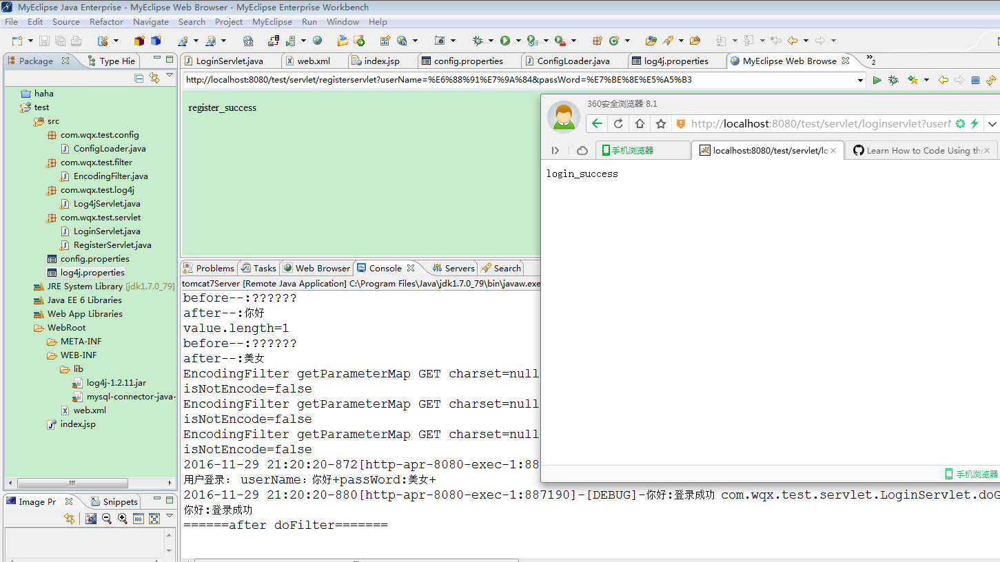 MyEclipse Java Enterprise - MyEclipse Web Browser - MyEclipse Enterprise Workbench
File Edit Source Refactor Navigate Search Project MyEclipse Run Window Help
Package Type Hie
LoginServlet.java web.xml index.jsp config.properties ConfigLoader.java log4j.properties MyEclipse Web Browse 2
http://localhost:8080/test/servlet/registerservlet?userName=%E6%88%91%E7%9A%84&passWord=%E7%BE%8E%E5%A5%B3
haha
test
src
com.wqx.test.config
ConfigLoader.java
com.wqx.test.filter
EncodingFilter.java
com.wqx.test.log4j
Log4jServlet.java
com.wqx.test.servlet
LoginServlet.java
RegisterServlet.java
config.properties
log4j.properties
JRE System Library [jdk1.7.0_79]
Java EE 6 Libraries
Web App Libraries
WebRoot
META-INF
WEB-INF
lib
log4j-1.2.11.jar
mysql-connector-java-
web.xml
index.jsp
register_success
360安全浏览器 8.1
http://localhost:8080/test/servlet/loginservlet?userN
手机浏览器 localhost:8080/test/servlet/lo Learn How to Code Using th
login_success
手机浏览器
Problems Tasks Web Browser Console Servers Search
tomcat7Server [Remote Java Application] C:\Program Files\Java\jdk1.7.0_79\bin\javaw.exe
before--:??????
after--:你好
value.length=1
before--:??????
after--:美女
EncodingFilter getParameterMap GET charset=null
isNotEncode=false
EncodingFilter getParameterMap GET charset=null
isNotEncode=false
EncodingFilter getParameterMap GET charset=null
isNotEncode=false
2016-11-29 21:20:20-872[http-apr-8080-exec-1:88
用户登录: userName：你好+passWord:美女+
2016-11-29 21:20:20-880[http-apr-8080-exec-1:887190]-[DEBUG]-你好:登录成功 com.wqx.test.servlet.LoginServlet.doG
你好:登录成功
======after doFilter=======
Image Pr Snippets